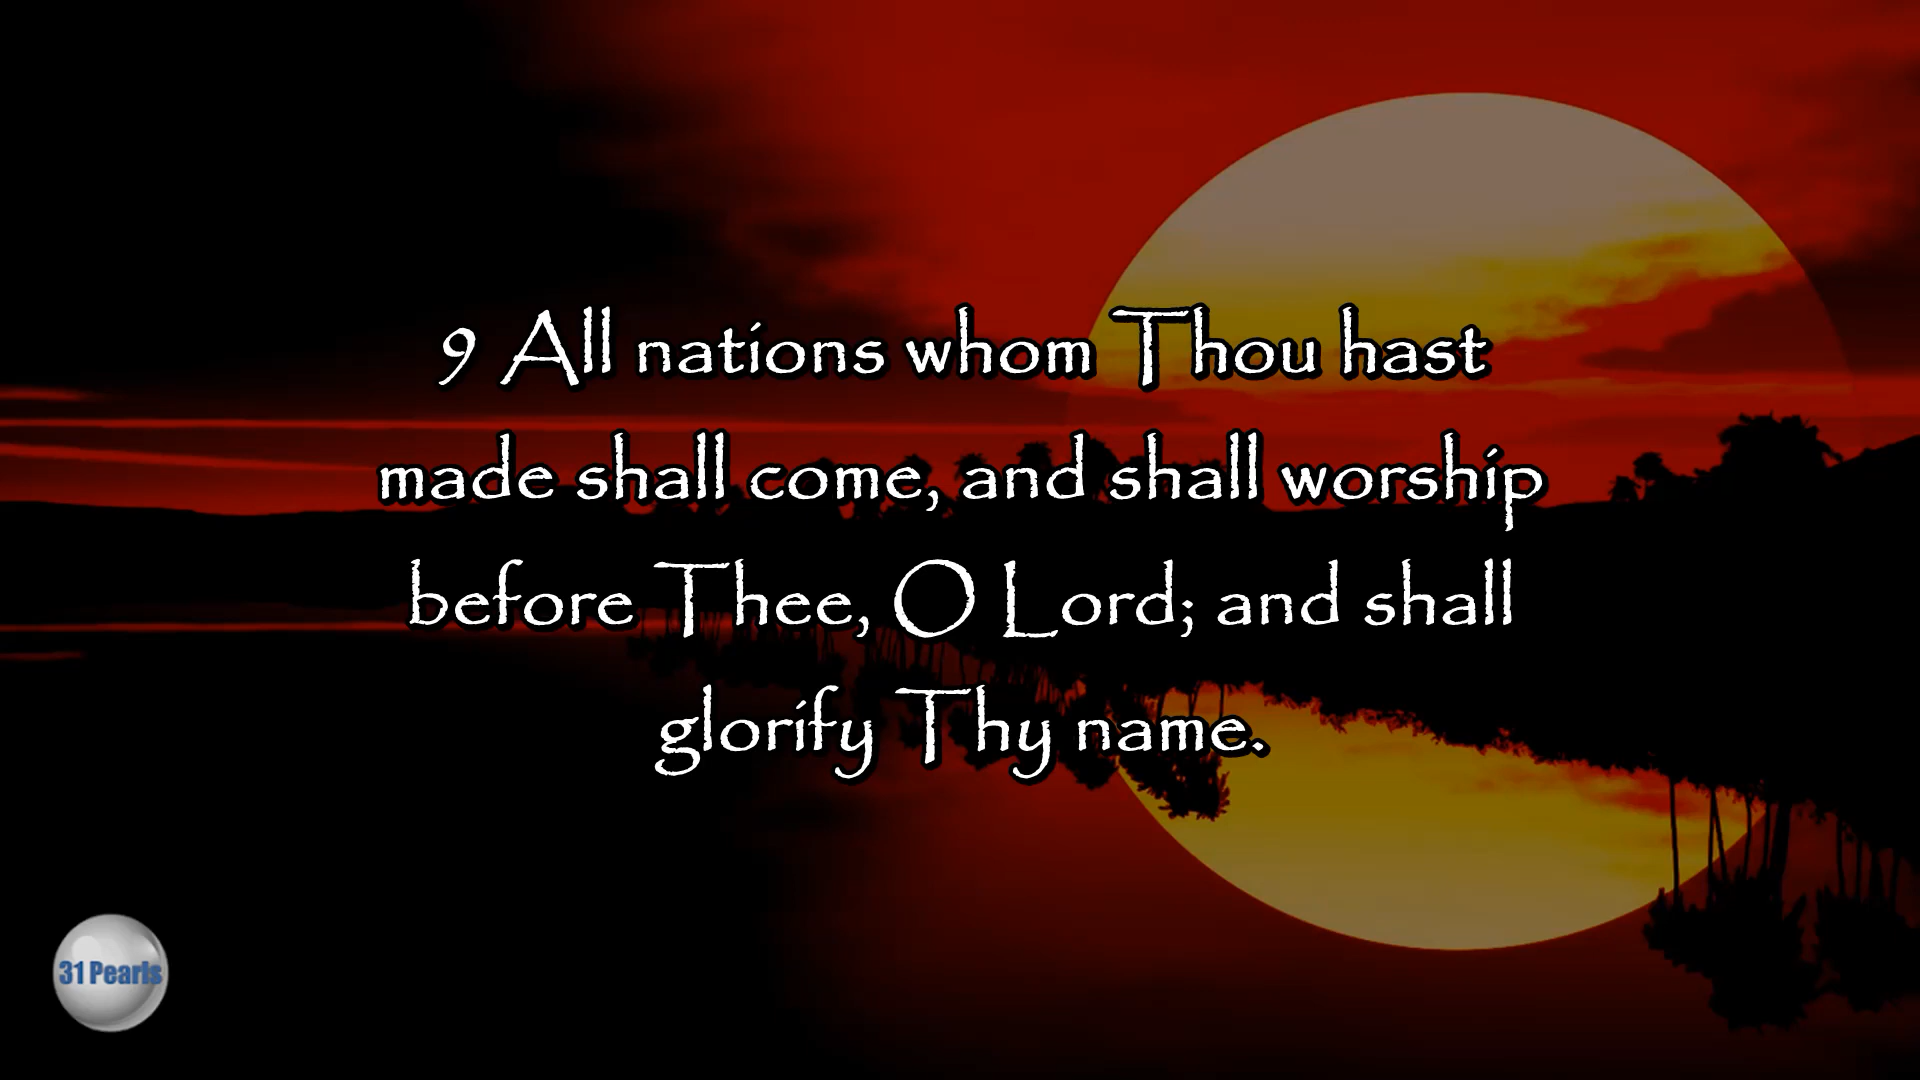 9 All nations whom Thou hast
made shall come, and shall worship
before Thee, O Lord; and shall
glorify Thy name.
31 Pearls